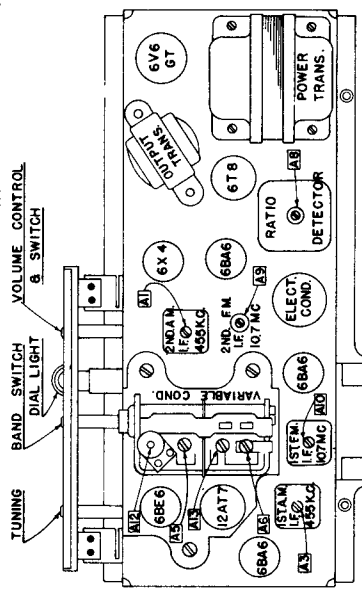 TUNING
BAND SWITCH
DIAL LIGHT
VOLUME CONTROL
& SWITCH
6V6
GT
OUTPUT
TRANS.
POWER
TRANS.
6X4
6T8
A1
2ND.A.M.
I.F.
455K.C.
6BA6
A9
2ND. F.M.
I.F.
10.7MC
A8
RATIO
DETECTOR
VARIABLE COND.
ELECT.
COND.
A12
6BE6
A5
A13
12AT7
A6
6BA6
6BA6
1ST.F.M.
I.F.
10.7MC
A10
1ST.A.M.
I.F.
455K.C.
A3